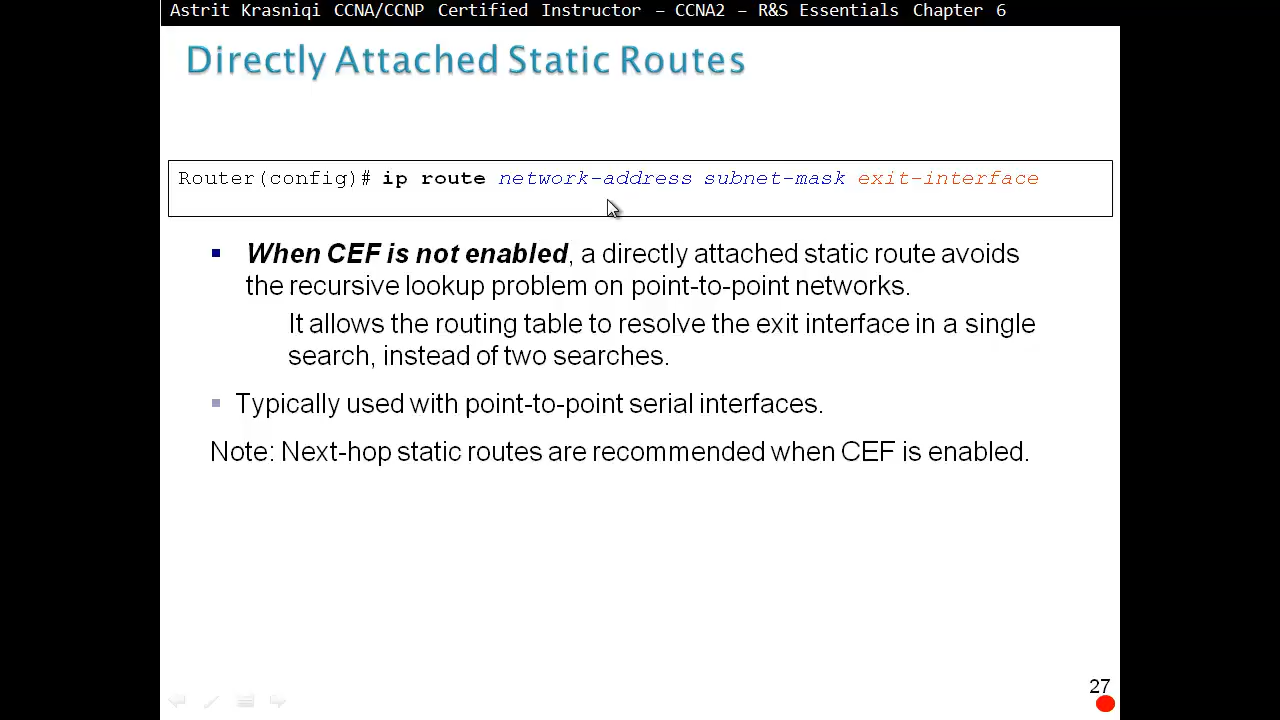 Astrit Krasniqi CCNA/CCNP Certified Instructor – CCNA2 – R&S Essentials Chapter 6
Directly Attached Static Routes
Router(config)# ip route network-address subnet-mask exit-interface
When CEF is not enabled, a directly attached static route avoids
the recursive lookup problem on point-to-point networks.
It allows the routing table to resolve the exit interface in a single
search, instead of two searches.
Typically used with point-to-point serial interfaces.
Note: Next-hop static routes are recommended when CEF is enabled.
27